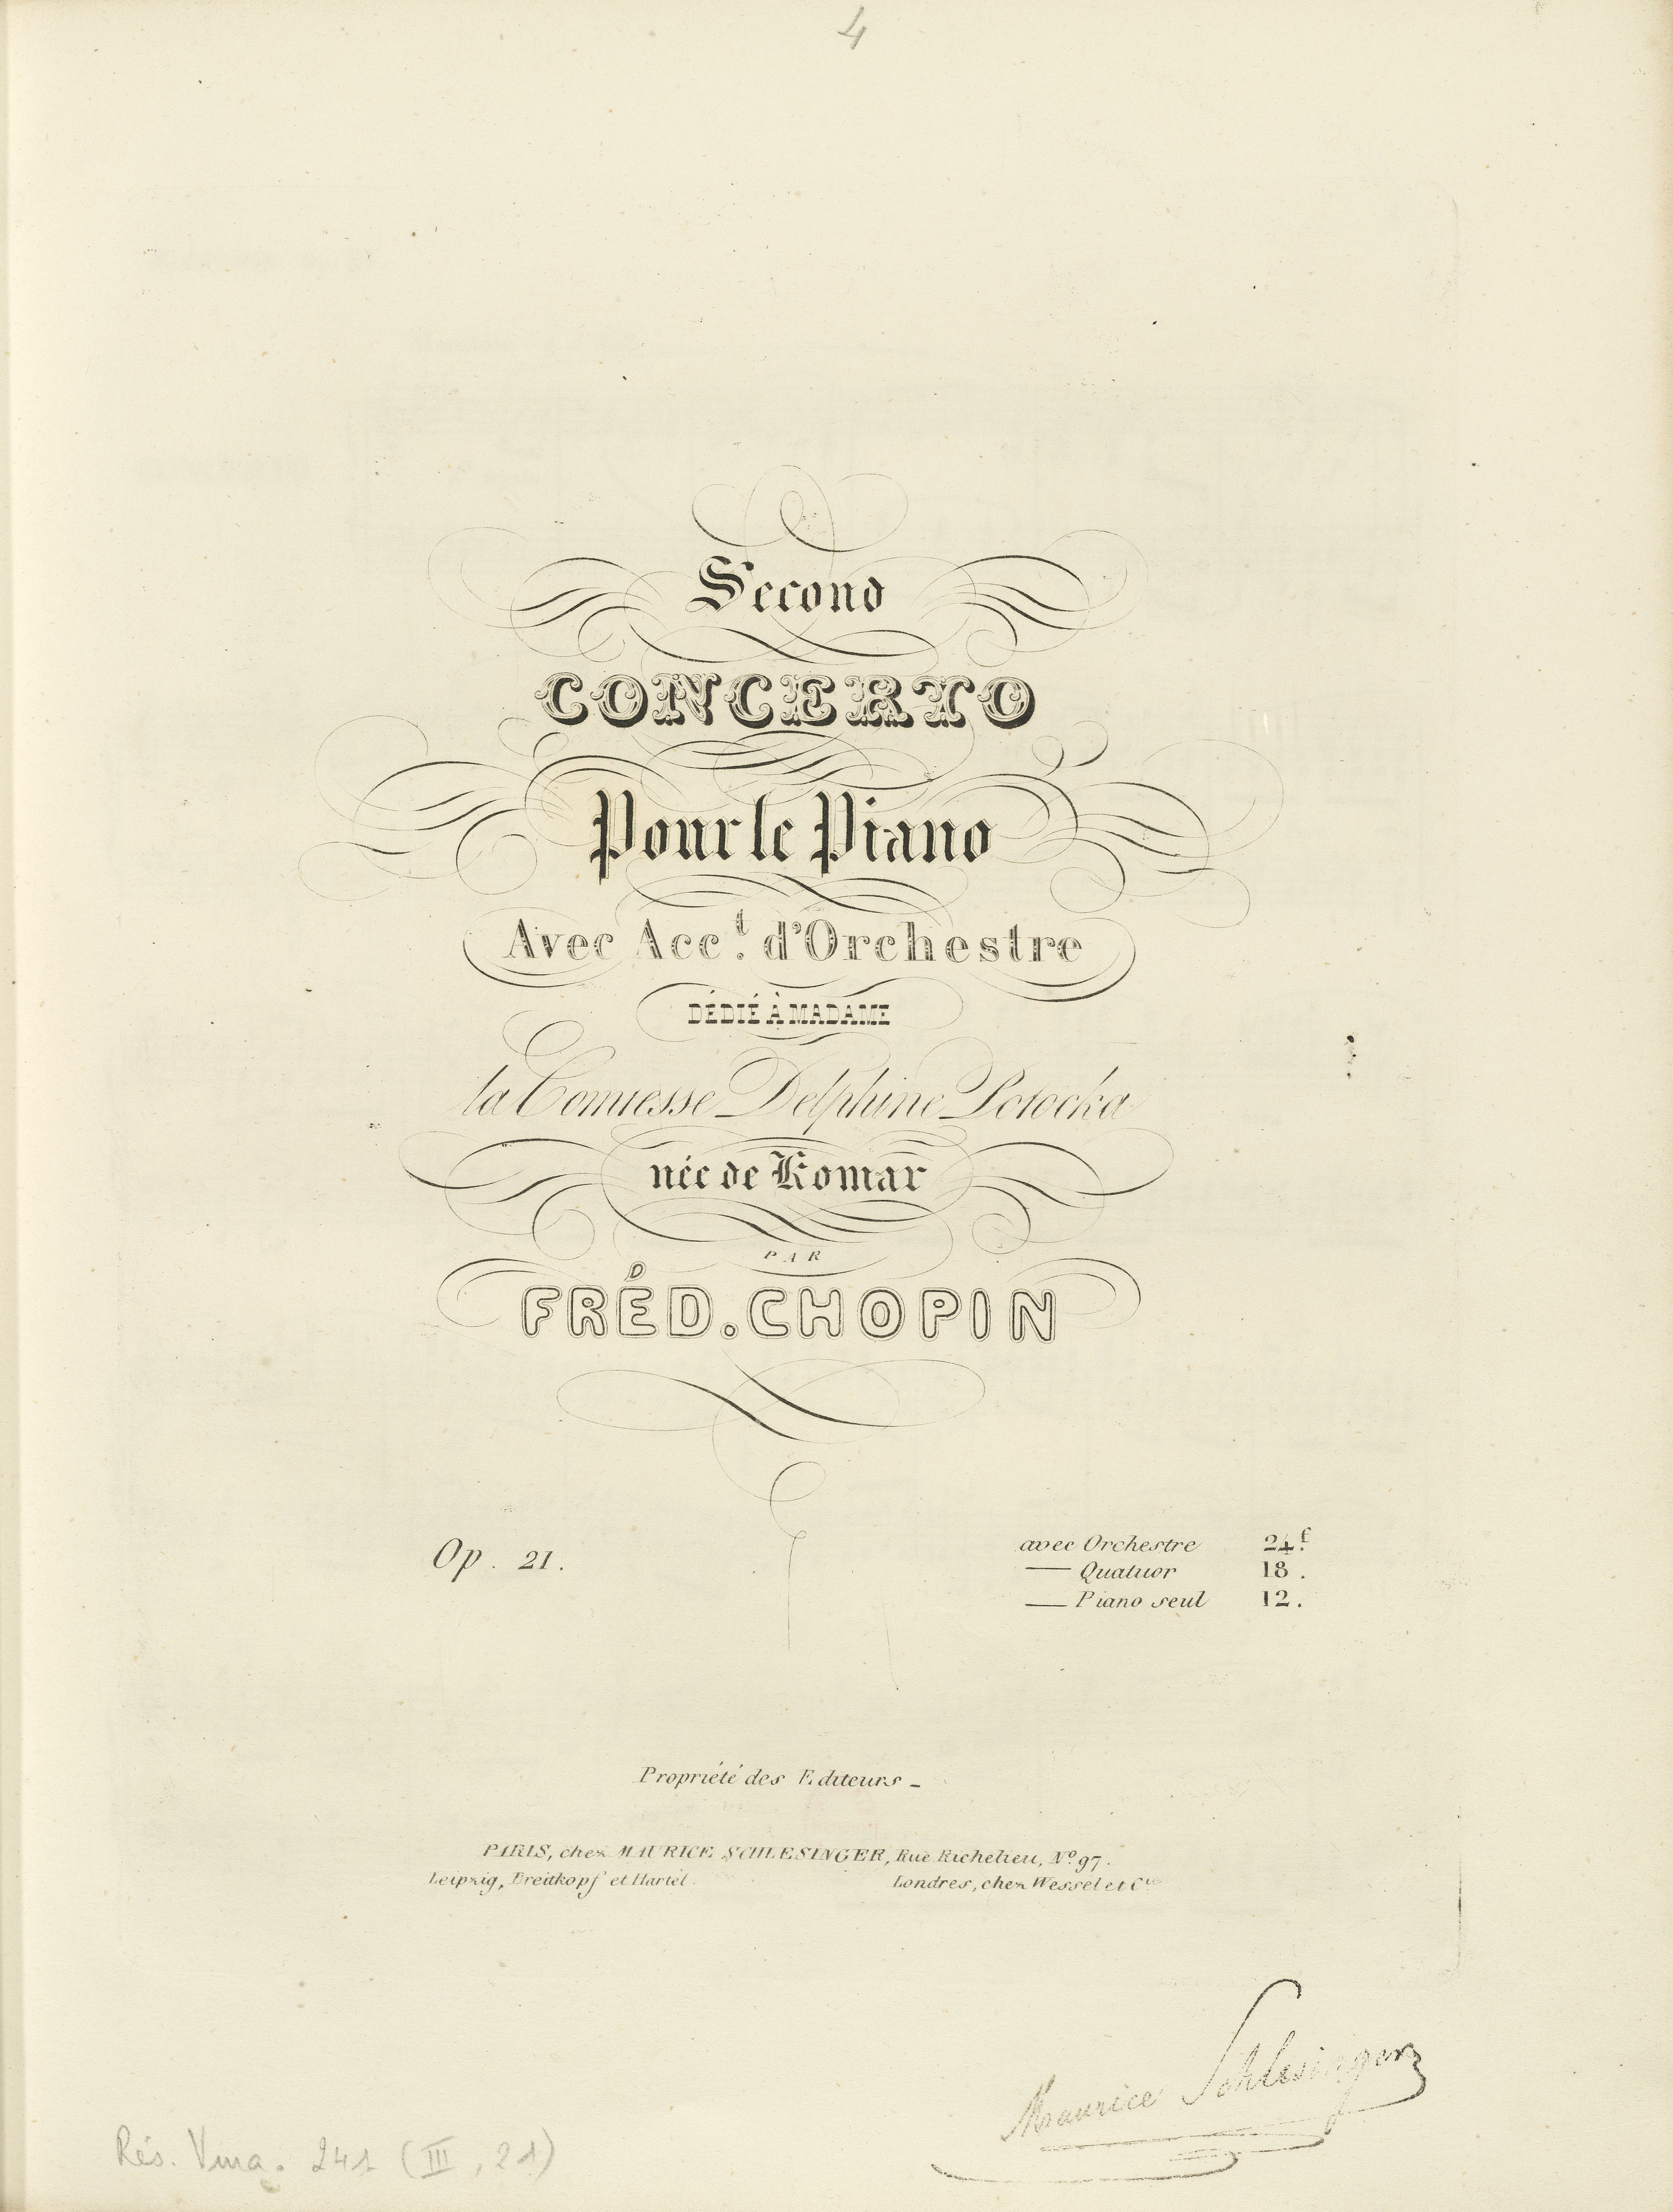 4
Second
CONCERTO
Pour le Piano
Avec Acc.t d'Orchestre
DÉDIÉ À MADAME
la Comtesse Delphine Potocka
née de Komar
PAR
FRÉD. CHOPIN
Op. 21.
avec Orchestre 24.f
— Quatuor 18.
— Piano seul 12.
Propriété des Editeurs -
PARIS, chez MAURICE SCHLESINGER, Rue Richelieu, No. 97.
Leipzig, Breitkopf et Hartel. Londres, chez Wessel et Cie
Maurice Schlesinger
Rés. Vma. 241 (III, 21)